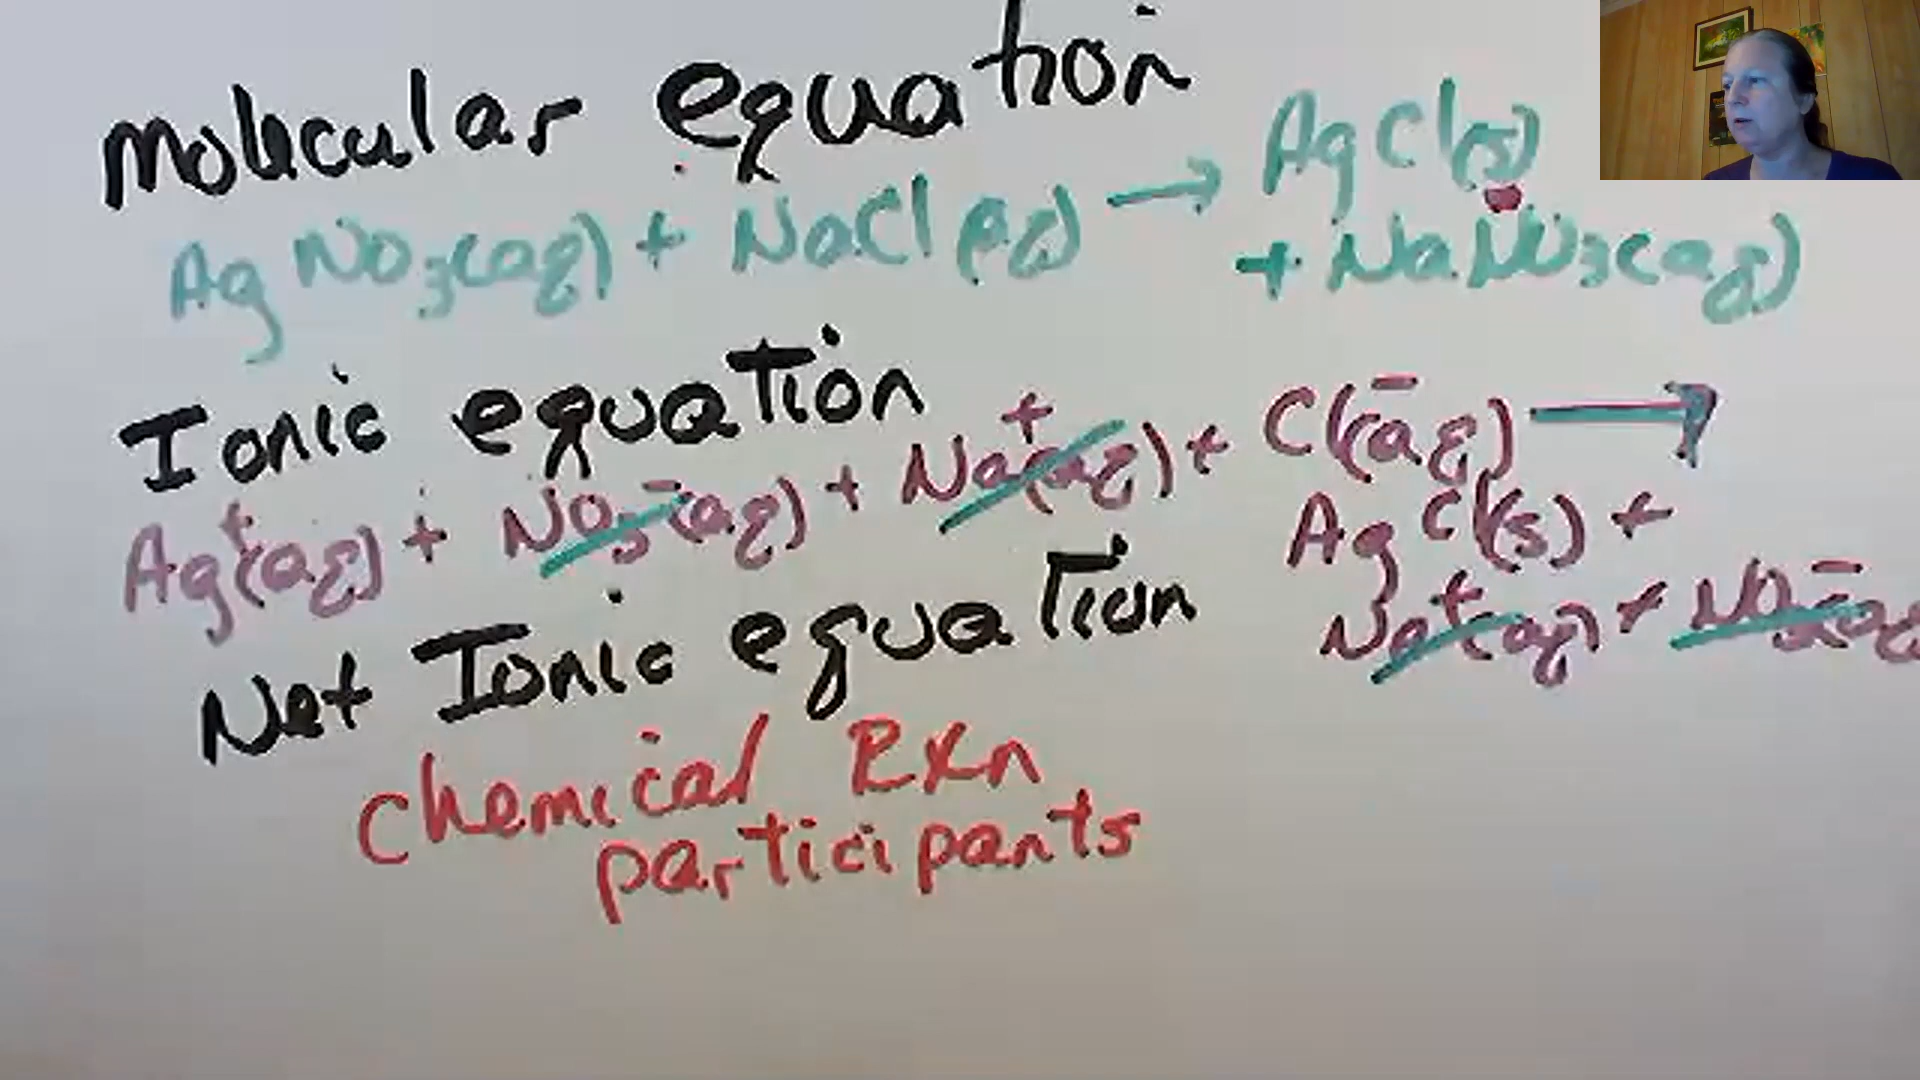 Molecular equation
AgNO₃(aq) + NaCl(aq) → AgCl(s)
+ NaNO₃(aq)
Ionic equation
Ag⁺(aq) + NO₃⁻(aq) + Na⁺(aq) + Cl⁻(aq) →
AgCl(s) +
Na⁺(aq) + NO₃⁻(aq
Net Ionic equation
Chemical Rxn
participants